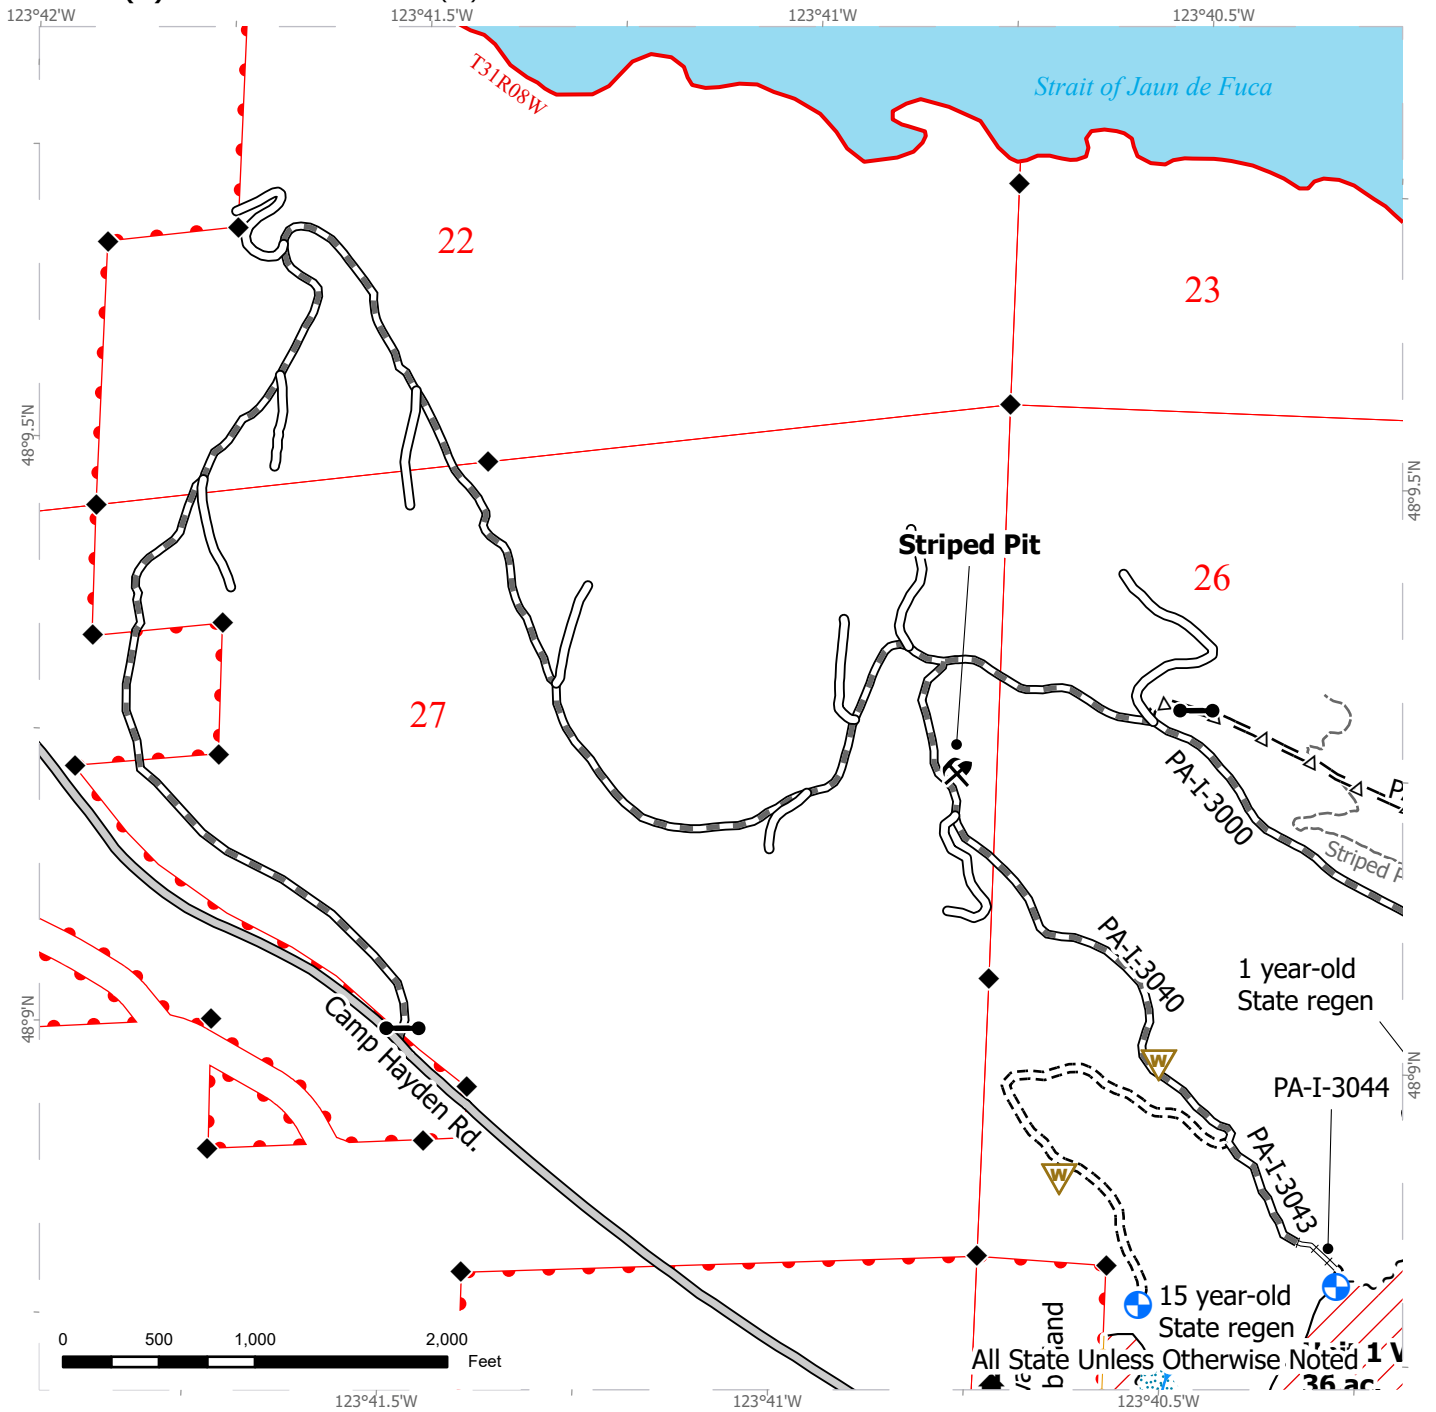 123°42'W
123°41.5'W
123°41'W
123°40.5'W
T31R08W
Strait of Jaun de Fuca
22
23
48°9.5'N
48°9.5'N
Striped Pit
26
27
PA-I-3000
Striped P
PA-I-3040
1 year-old
State regen
48°9'N
48°9'N
Camp Hayden Rd.
PA-I-3044
PA-I-3043
15 year-old
State regen
0 500 1,000 2,000
Feet
All State Unless Otherwise Noted
36 ac.
W
W
123°41.5'W
123°41'W
123°40.5'W